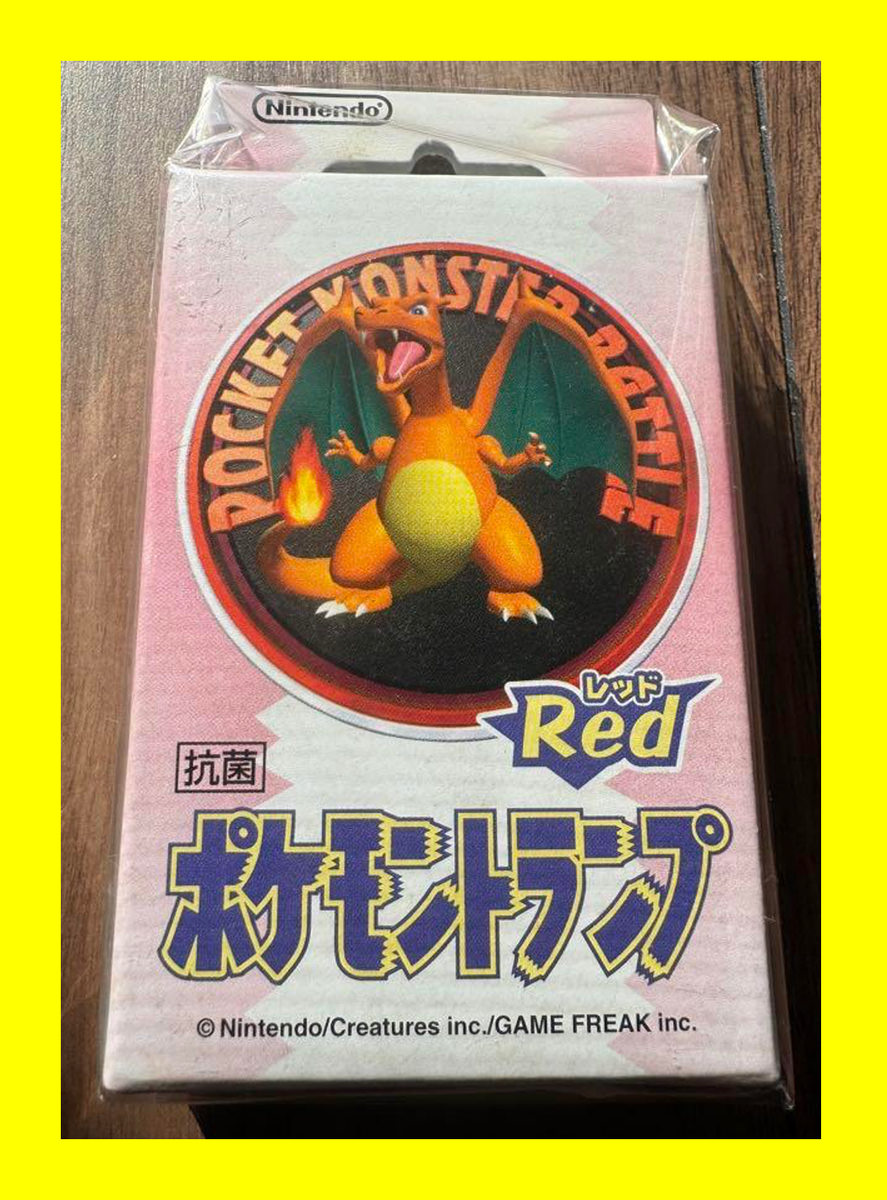 Nintendo®
POCKET MONSTER BATTLE
レッド
Red
抗菌
ポケモントランプ
©Nintendo/Creatures inc./GAME FREAK inc.